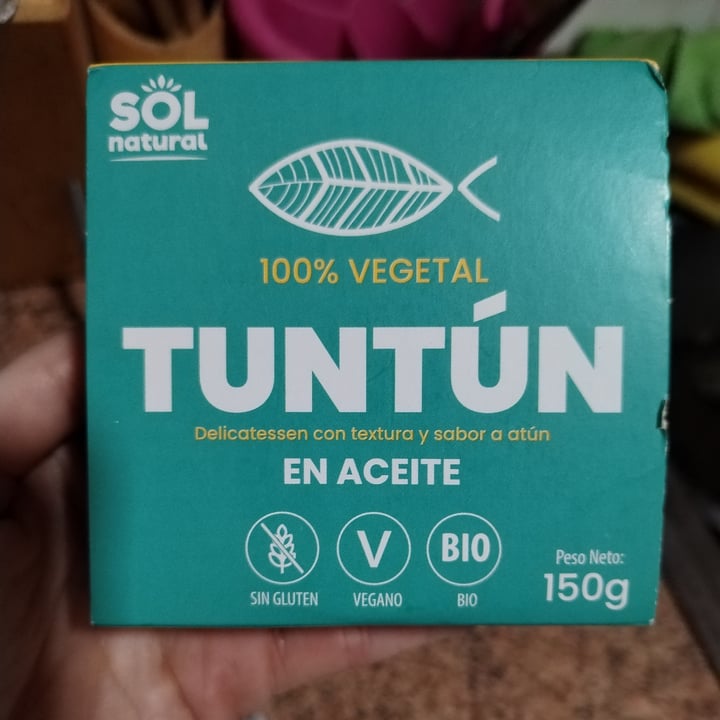 SOL
natural
100% VEGETAL
TUNTÚN
Delicatessen con textura y sabor a atún
EN ACEITE
V
BIO
SIN GLUTEN
VEGANO
BIO
Peso Neto:
150g